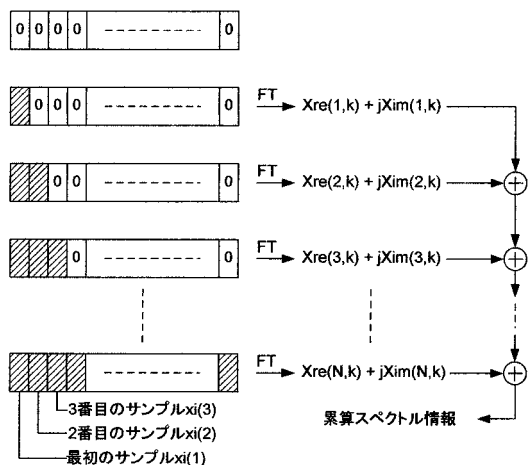 0 0 0 0 0
0 0 0 0 FT Xre(1,k) + jXim(1,k)
0 0 0 FT Xre(2,k) + jXim(2,k) +
0 0 FT Xre(3,k) + jXim(3,k) +
FT Xre(N,k) + jXim(N,k) +
3番目のサンプルxi(3)
2番目のサンプルxi(2)
最初のサンプルxi(1)
累算スペクトル情報